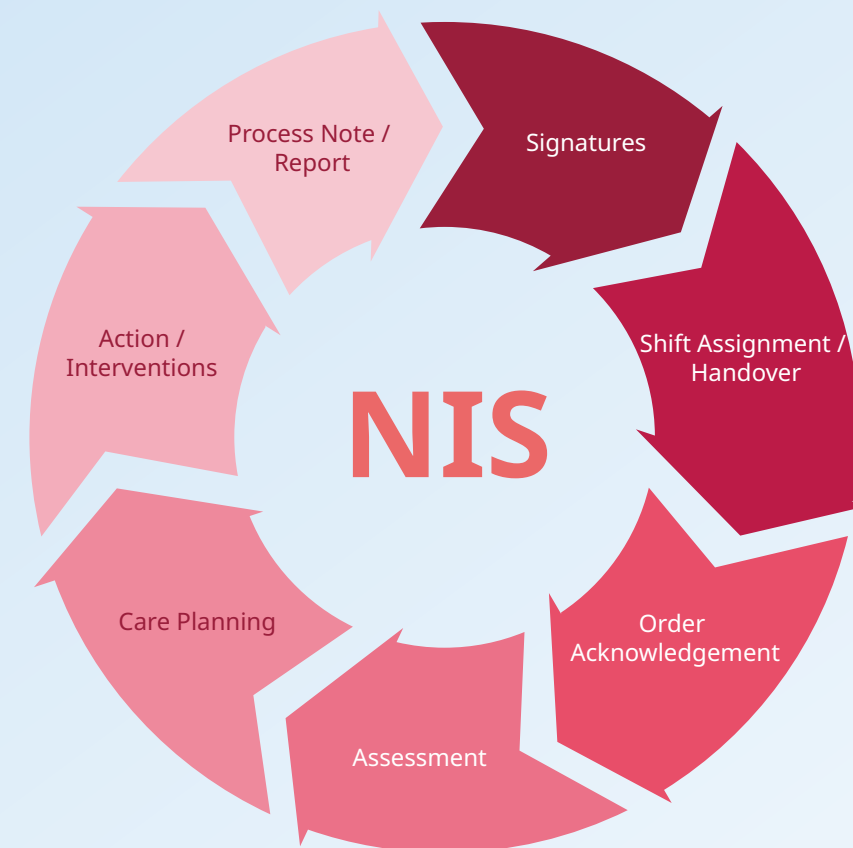 Process Note /
Report
Signatures
Shift Assignment /
Handover
Order
Acknowledgement
Assessment
Care Planning
Action /
Interventions
NIS